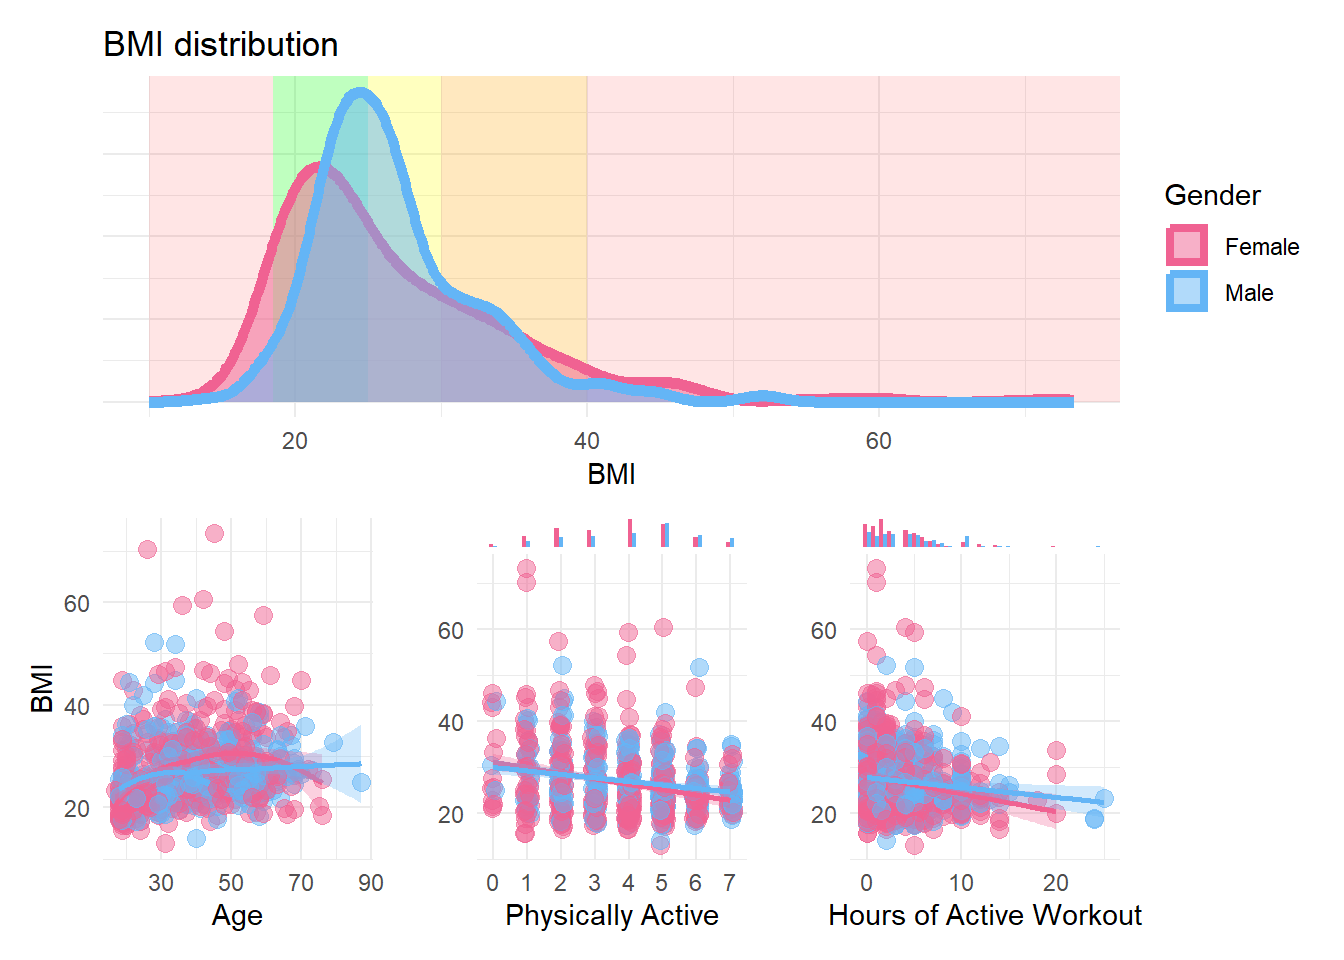 BMI distribution
20 40 60
BMI
Gender
Female
Male
BMI
60
40
20
30 50 70 90
Age
60
40
20
0 1 2 3 4 5 6 7
Physically Active
60
40
20
0 10 20
Hours of Active Workout